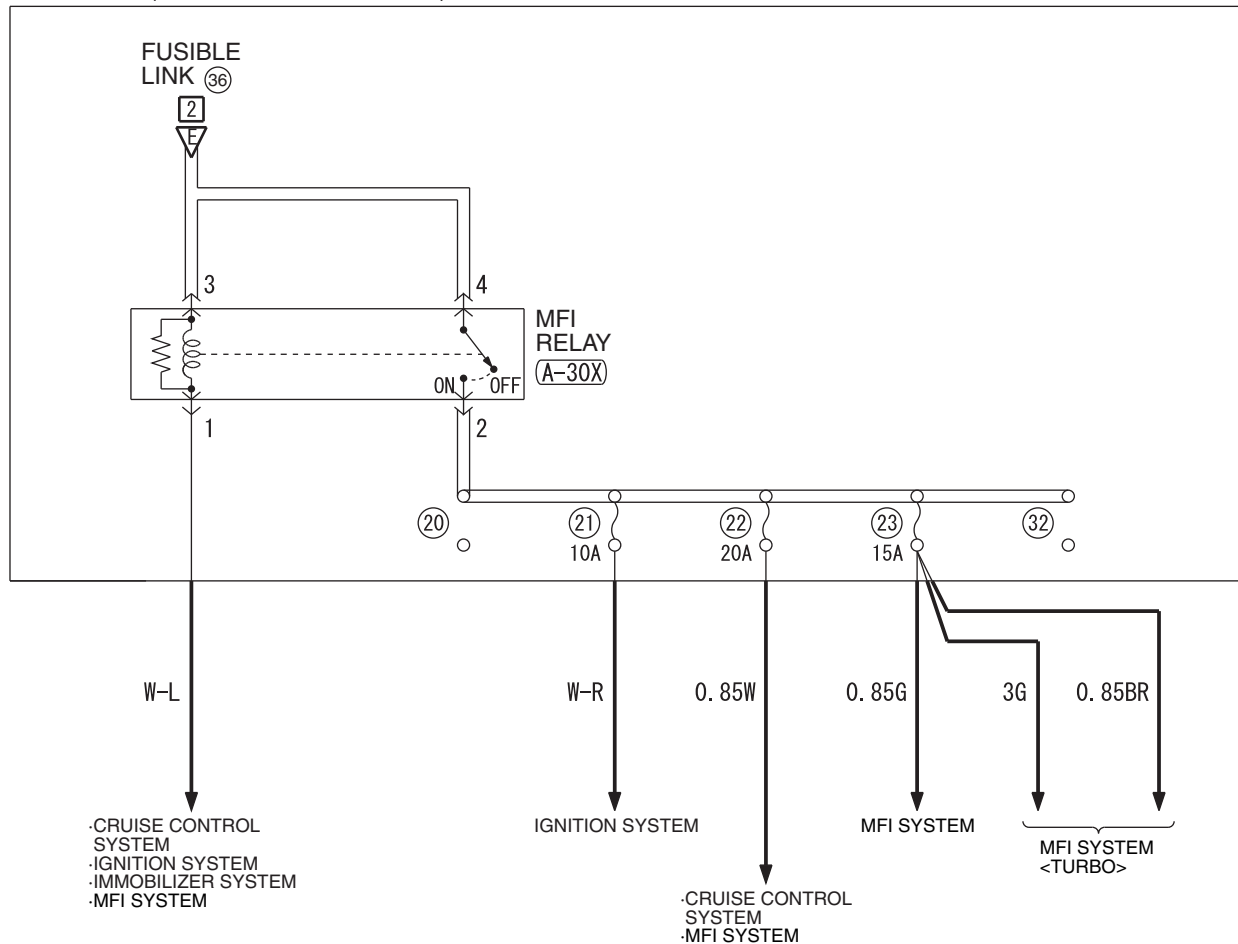 FUSIBLE
LINK 36
2
E
3
4
MFI
RELAY
A-30X
ON
OFF
1
2
20
21
22
23
32
10A
20A
15A
W-L
W-R
0.85W
0.85G
3G
0.85BR
·CRUISE CONTROL
SYSTEM
·IGNITION SYSTEM
·IMMOBILIZER SYSTEM
·MFI SYSTEM
IGNITION SYSTEM
·CRUISE CONTROL
SYSTEM
·MFI SYSTEM
MFI SYSTEM
MFI SYSTEM
<TURBO>